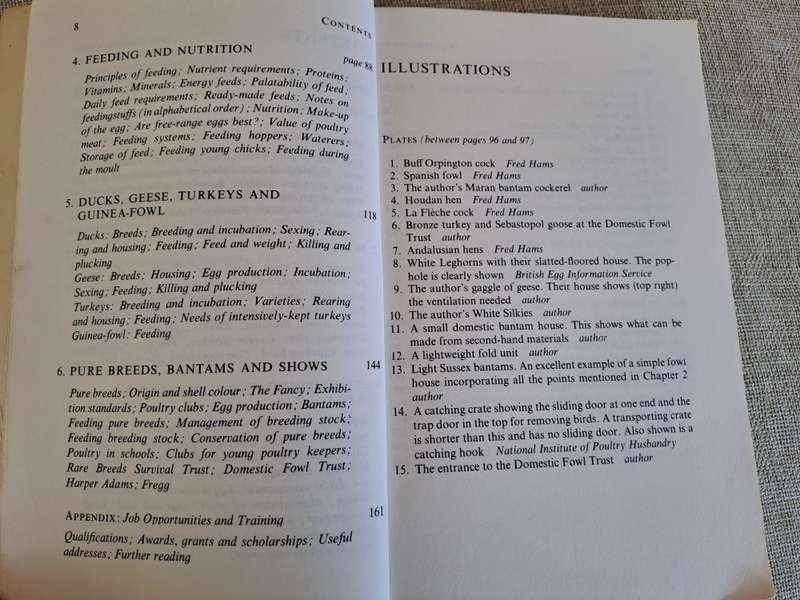 8
CONTENTS
4. FEEDING AND NUTRITION
page 88
Principles of feeding; Nutrient requirements; Proteins;
Vitamins; Minerals; Energy feeds; Palatability of feed;
Daily feed requirements; Ready-made feeds; Notes on
feedingstuffs (in alphabetical order); Nutrition; Make-up
of the egg; Are free-range eggs best?; Value of poultry
meat; Feeding systems; Feeding hoppers; Waterers;
Storage of feed; Feeding young chicks; Feeding during
the moult
5. DUCKS, GEESE, TURKEYS AND
GUINEA-FOWL 118
Ducks: Breeds; Breeding and incubation; Sexing; Rear-
ing and housing; Feeding; Feed and weight; Killing and
plucking
Geese: Breeds; Housing; Egg production; Incubation;
Sexing; Feeding; Killing and plucking
Turkeys: Breeding and incubation; Varieties; Rearing
and housing; Feeding; Needs of intensively-kept turkeys
Guinea-fowl: Feeding
6. PURE BREEDS, BANTAMS AND SHOWS 144
Pure breeds; Origin and shell colour; The Fancy; Exhibi-
tion standards; Poultry clubs; Egg production; Bantams;
Feeding pure breeds; Management of breeding stock;
Feeding breeding stock; Conservation of pure breeds;
Poultry in schools; Clubs for young poultry keepers;
Rare Breeds Survival Trust; Domestic Fowl Trust;
Harper Adams; Fregg
APPENDIX: Job Opportunities and Training 161
Qualifications; Awards, grants and scholarships; Useful
addresses; Further reading
ILLUSTRATIONS
PLATES (between pages 96 and 97)
1. Buff Orpington cock Fred Hams
2. Spanish fowl Fred Hams
3. The author's Maran bantam cockerel author
4. Houdan hen Fred Hams
5. La Flèche cock Fred Hams
6. Bronze turkey and Sebastopol goose at the Domestic Fowl
Trust author
7. Andalusian hens Fred Hams
8. White Leghorns with their slatted-floored house. The pop-
hole is clearly shown British Egg Information Service
9. The author's gaggle of geese. Their house shows (top right)
the ventilation needed author
10. The author's White Silkies author
11. A small domestic bantam house. This shows what can be
made from second-hand materials author
12. A lightweight fold unit author
13. Light Sussex bantams. An excellent example of a simple fowl
house incorporating all the points mentioned in Chapter 2
author
14. A catching crate showing the sliding door at one end and the
trap door in the top for removing birds. A transporting crate
is shorter than this and has no sliding door. Also shown is a
catching hook National Institute of Poultry Husbandry
15. The entrance to the Domestic Fowl Trust author